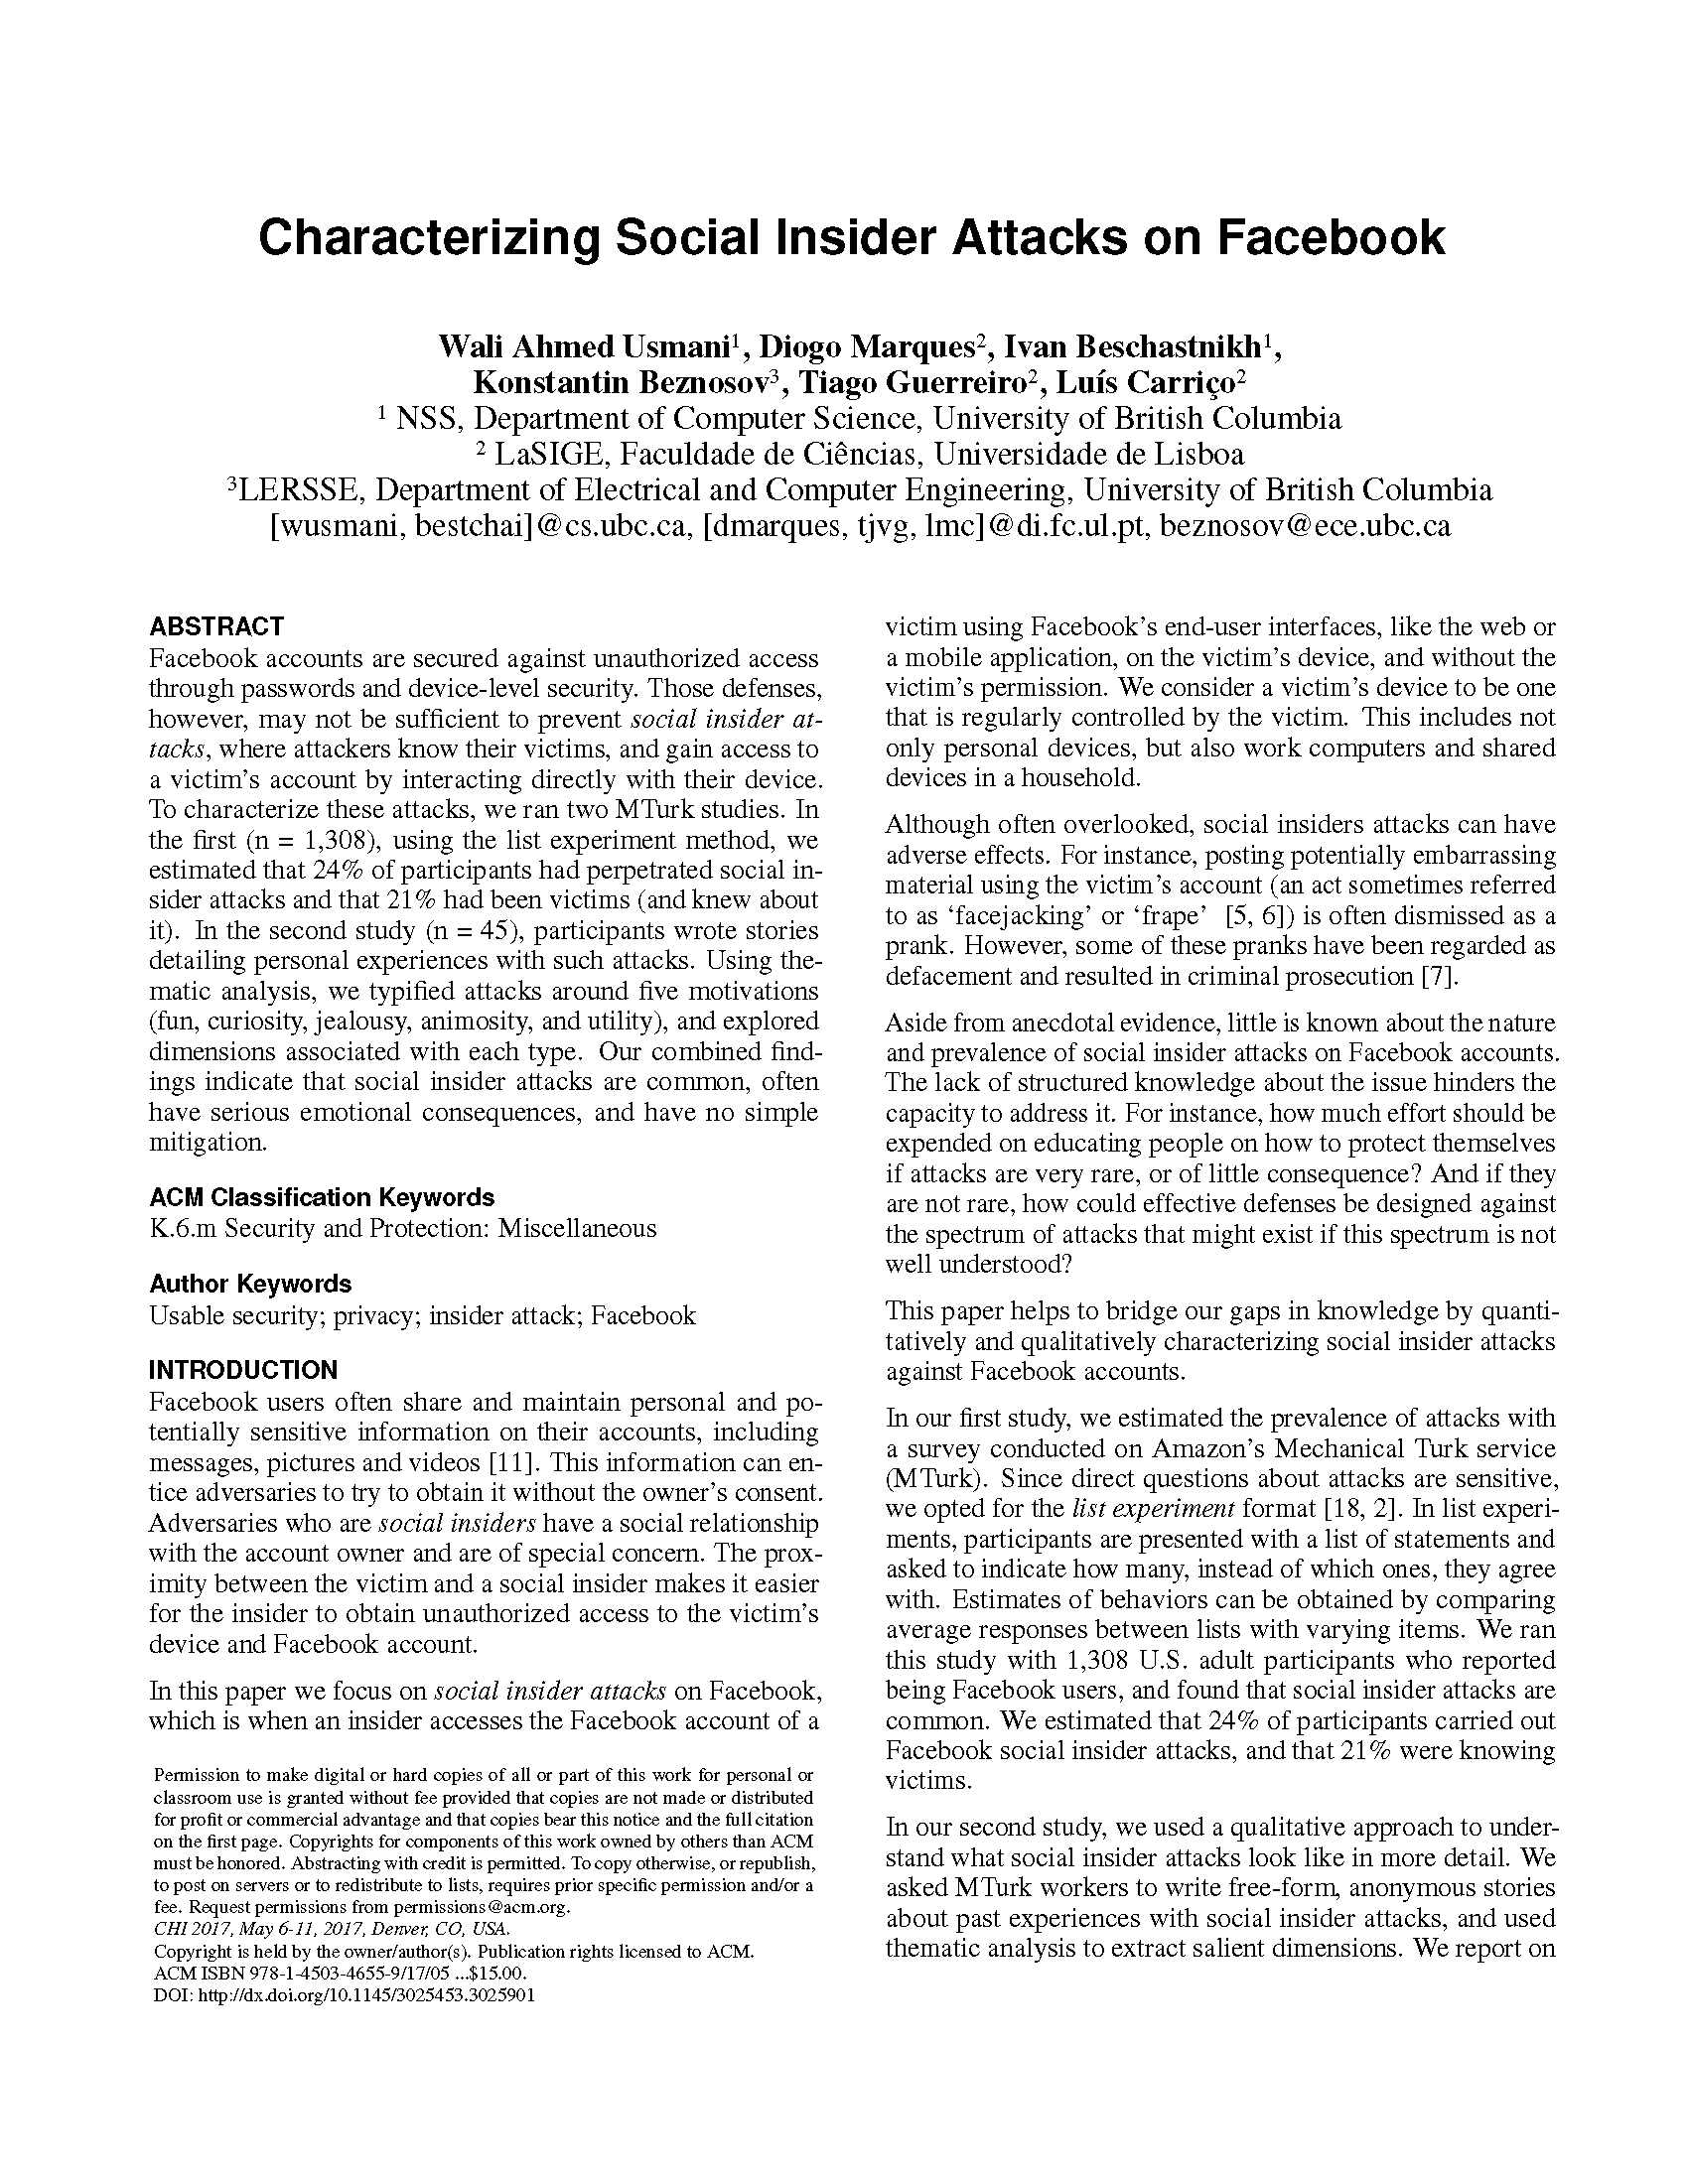 Characterizing Social Insider Attacks on Facebook
Wali Ahmed Usmani¹, Diogo Marques², Ivan Beschastnikh¹,
Konstantin Beznosov³, Tiago Guerreiro², Luís Carriço²
¹ NSS, Department of Computer Science, University of British Columbia
² LaSIGE, Faculdade de Ciências, Universidade de Lisboa
³LERSSE, Department of Electrical and Computer Engineering, University of British Columbia
[wusmani, bestchai]@cs.ubc.ca, [dmarques, tjvg, lmc]@di.fc.ul.pt, beznosov@ece.ubc.ca
ABSTRACT
Facebook accounts are secured against unauthorized access
through passwords and device-level security. Those defenses,
however, may not be sufficient to prevent social insider at-
tacks, where attackers know their victims, and gain access to
a victim's account by interacting directly with their device.
To characterize these attacks, we ran two MTurk studies. In
the first (n = 1,308), using the list experiment method, we
estimated that 24% of participants had perpetrated social in-
sider attacks and that 21% had been victims (and knew about
it). In the second study (n = 45), participants wrote stories
detailing personal experiences with such attacks. Using the-
matic analysis, we typified attacks around five motivations
(fun, curiosity, jealousy, animosity, and utility), and explored
dimensions associated with each type. Our combined find-
ings indicate that social insider attacks are common, often
have serious emotional consequences, and have no simple
mitigation.
ACM Classification Keywords
K.6.m Security and Protection: Miscellaneous
Author Keywords
Usable security; privacy; insider attack; Facebook
INTRODUCTION
Facebook users often share and maintain personal and po-
tentially sensitive information on their accounts, including
messages, pictures and videos [11]. This information can en-
tice adversaries to try to obtain it without the owner's consent.
Adversaries who are social insiders have a social relationship
with the account owner and are of special concern. The prox-
imity between the victim and a social insider makes it easier
for the insider to obtain unauthorized access to the victim's
device and Facebook account.
In this paper we focus on social insider attacks on Facebook,
which is when an insider accesses the Facebook account of a
Permission to make digital or hard copies of all or part of this work for personal or
classroom use is granted without fee provided that copies are not made or distributed
for profit or commercial advantage and that copies bear this notice and the full citation
on the first page. Copyrights for components of this work owned by others than ACM
must be honored. Abstracting with credit is permitted. To copy otherwise, or republish,
to post on servers or to redistribute to lists, requires prior specific permission and/or a
fee. Request permissions from permissions@acm.org.
CHI 2017, May 6-11, 2017, Denver, CO, USA.
Copyright is held by the owner/author(s). Publication rights licensed to ACM.
ACM ISBN 978-1-4503-4655-9/17/05 ...$15.00.
DOI: http://dx.doi.org/10.1145/3025453.3025901
victim using Facebook's end-user interfaces, like the web or
a mobile application, on the victim's device, and without the
victim's permission. We consider a victim's device to be one
that is regularly controlled by the victim. This includes not
only personal devices, but also work computers and shared
devices in a household.
Although often overlooked, social insiders attacks can have
adverse effects. For instance, posting potentially embarrassing
material using the victim's account (an act sometimes referred
to as 'facejacking' or 'frape' [5, 6]) is often dismissed as a
prank. However, some of these pranks have been regarded as
defacement and resulted in criminal prosecution [7].
Aside from anecdotal evidence, little is known about the nature
and prevalence of social insider attacks on Facebook accounts.
The lack of structured knowledge about the issue hinders the
capacity to address it. For instance, how much effort should be
expended on educating people on how to protect themselves
if attacks are very rare, or of little consequence? And if they
are not rare, how could effective defenses be designed against
the spectrum of attacks that might exist if this spectrum is not
well understood?
This paper helps to bridge our gaps in knowledge by quanti-
tatively and qualitatively characterizing social insider attacks
against Facebook accounts.
In our first study, we estimated the prevalence of attacks with
a survey conducted on Amazon's Mechanical Turk service
(MTurk). Since direct questions about attacks are sensitive,
we opted for the list experiment format [18, 2]. In list experi-
ments, participants are presented with a list of statements and
asked to indicate how many, instead of which ones, they agree
with. Estimates of behaviors can be obtained by comparing
average responses between lists with varying items. We ran
this study with 1,308 U.S. adult participants who reported
being Facebook users, and found that social insider attacks are
common. We estimated that 24% of participants carried out
Facebook social insider attacks, and that 21% were knowing
victims.
In our second study, we used a qualitative approach to under-
stand what social insider attacks look like in more detail. We
asked MTurk workers to write free-form, anonymous stories
about past experiences with social insider attacks, and used
thematic analysis to extract salient dimensions. We report on